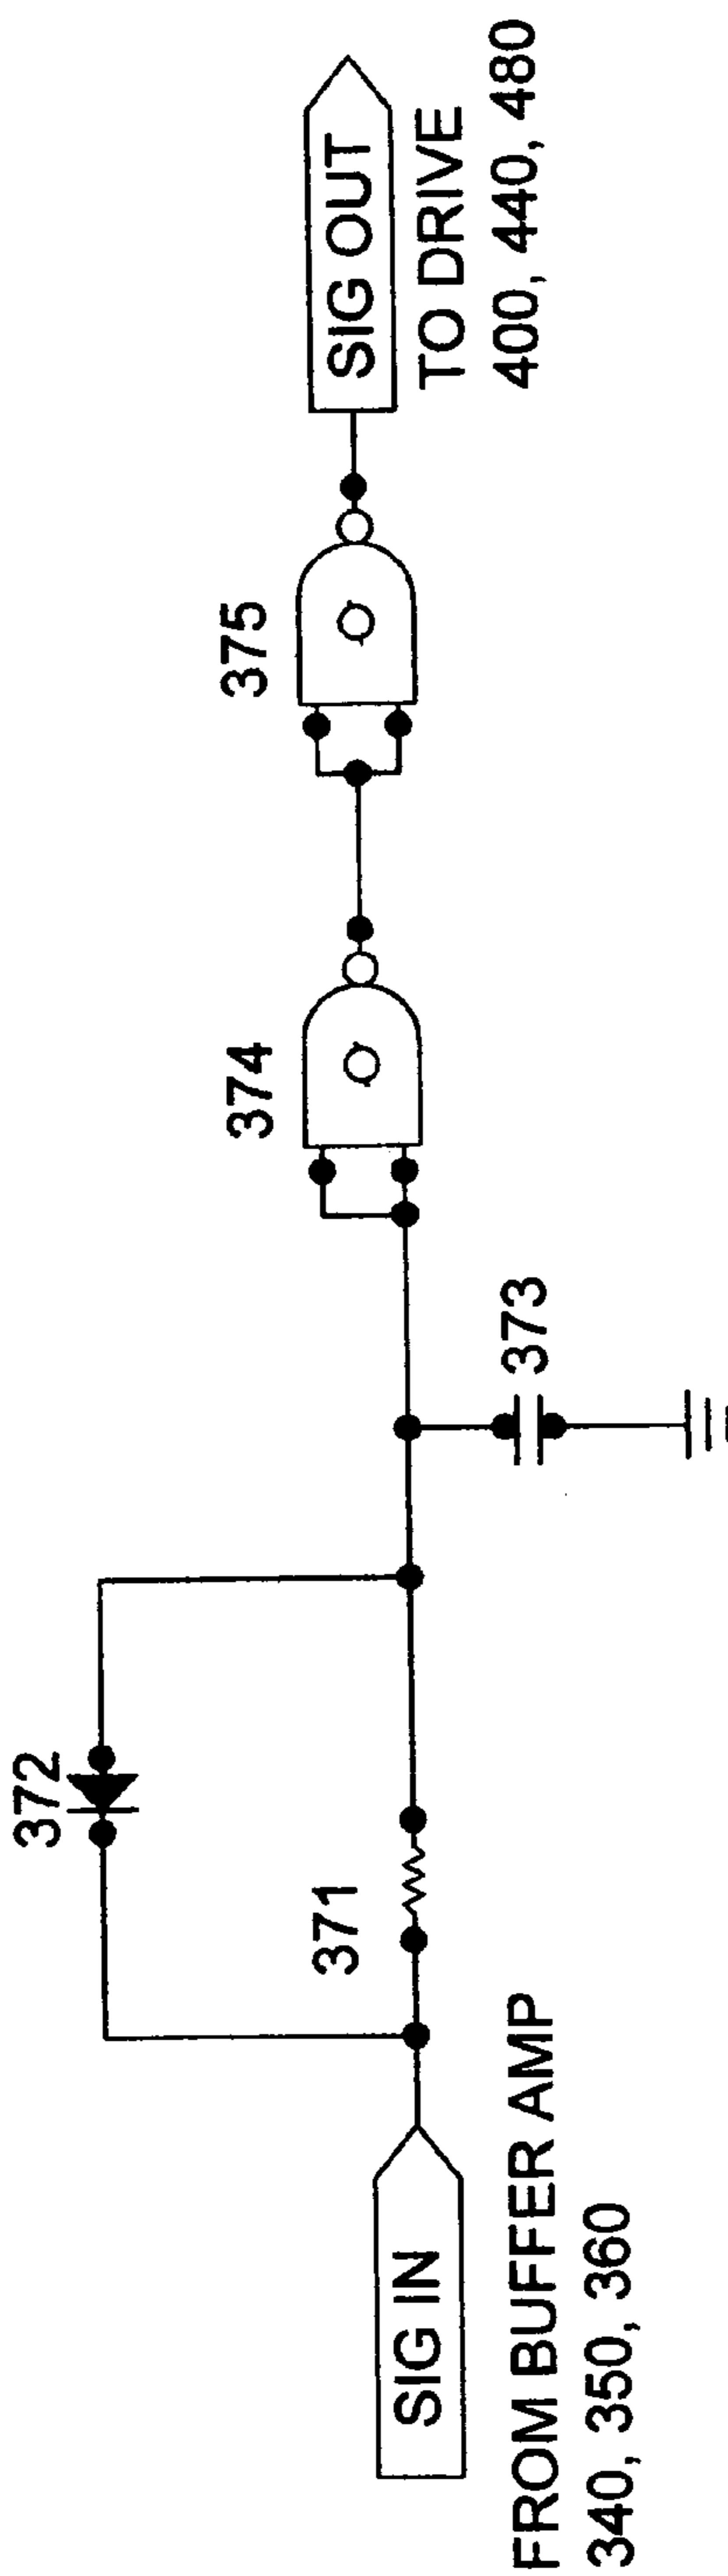 SIG IN
FROM BUFFER AMP
340, 350, 360
371
372
373
374
375
SIG OUT
TO DRIVE
400, 440, 480